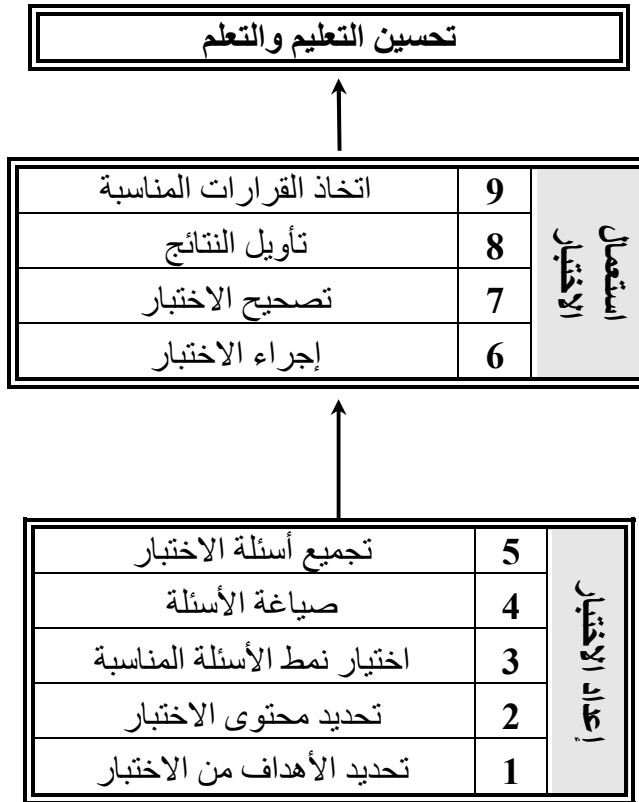 تحسين التعليم والتعلم
استعمال
الاختبار
9 اتخاذ القرارات المناسبة
8 تأويل النتائج
7 تصحيح الاختبار
6 إجراء الاختبار
إعداد الاختبار
5 تجميع أسئلة الاختبار
4 صياغة الأسئلة
3 اختيار نمط الأسئلة المناسبة
2 تحديد محتوى الاختبار
1 تحديد الأهداف من الاختبار